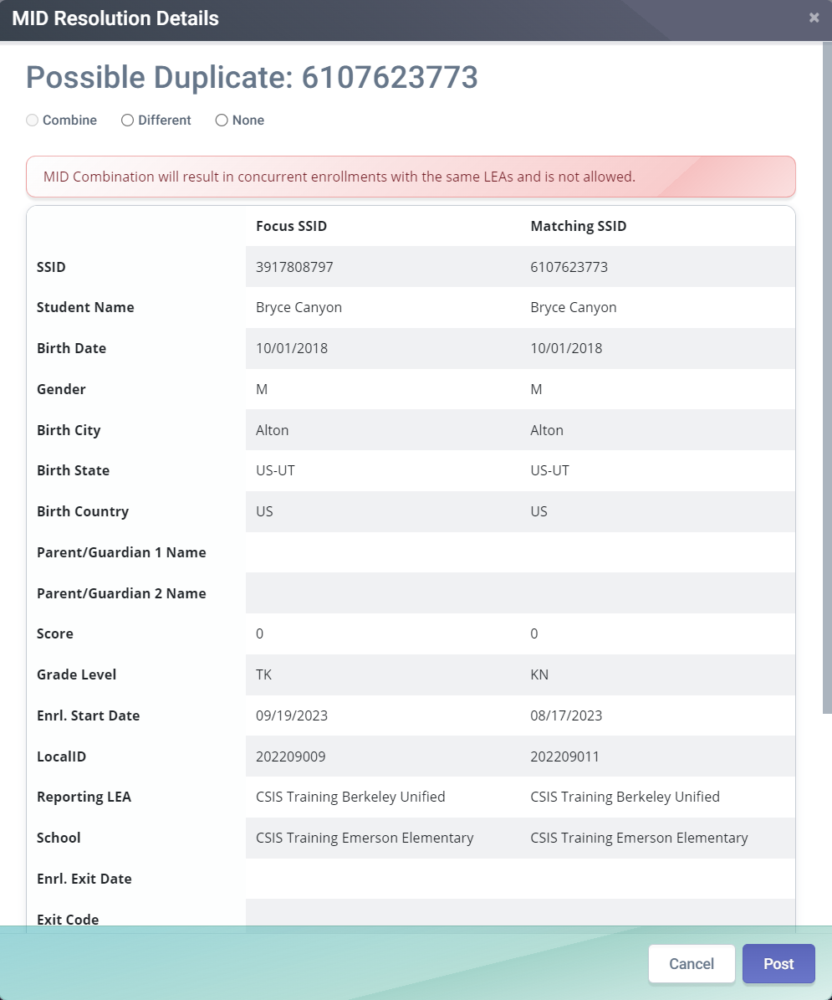 MID Resolution Details ×
Possible Duplicate: 6107623773
Combine Different None
MID Combination will result in concurrent enrollments with the same LEAs and is not allowed.
Focus SSID Matching SSID
SSID 3917808797 6107623773
Student Name Bryce Canyon Bryce Canyon
Birth Date 10/01/2018 10/01/2018
Gender M M
Birth City Alton Alton
Birth State US-UT US-UT
Birth Country US US
Parent/Guardian 1 Name
Parent/Guardian 2 Name
Score 0 0
Grade Level TK KN
Enrl. Start Date 09/19/2023 08/17/2023
LocalID 202209009 202209011
Reporting LEA CSIS Training Berkeley Unified CSIS Training Berkeley Unified
School CSIS Training Emerson Elementary CSIS Training Emerson Elementary
Enrl. Exit Date
Exit Code
Cancel Post